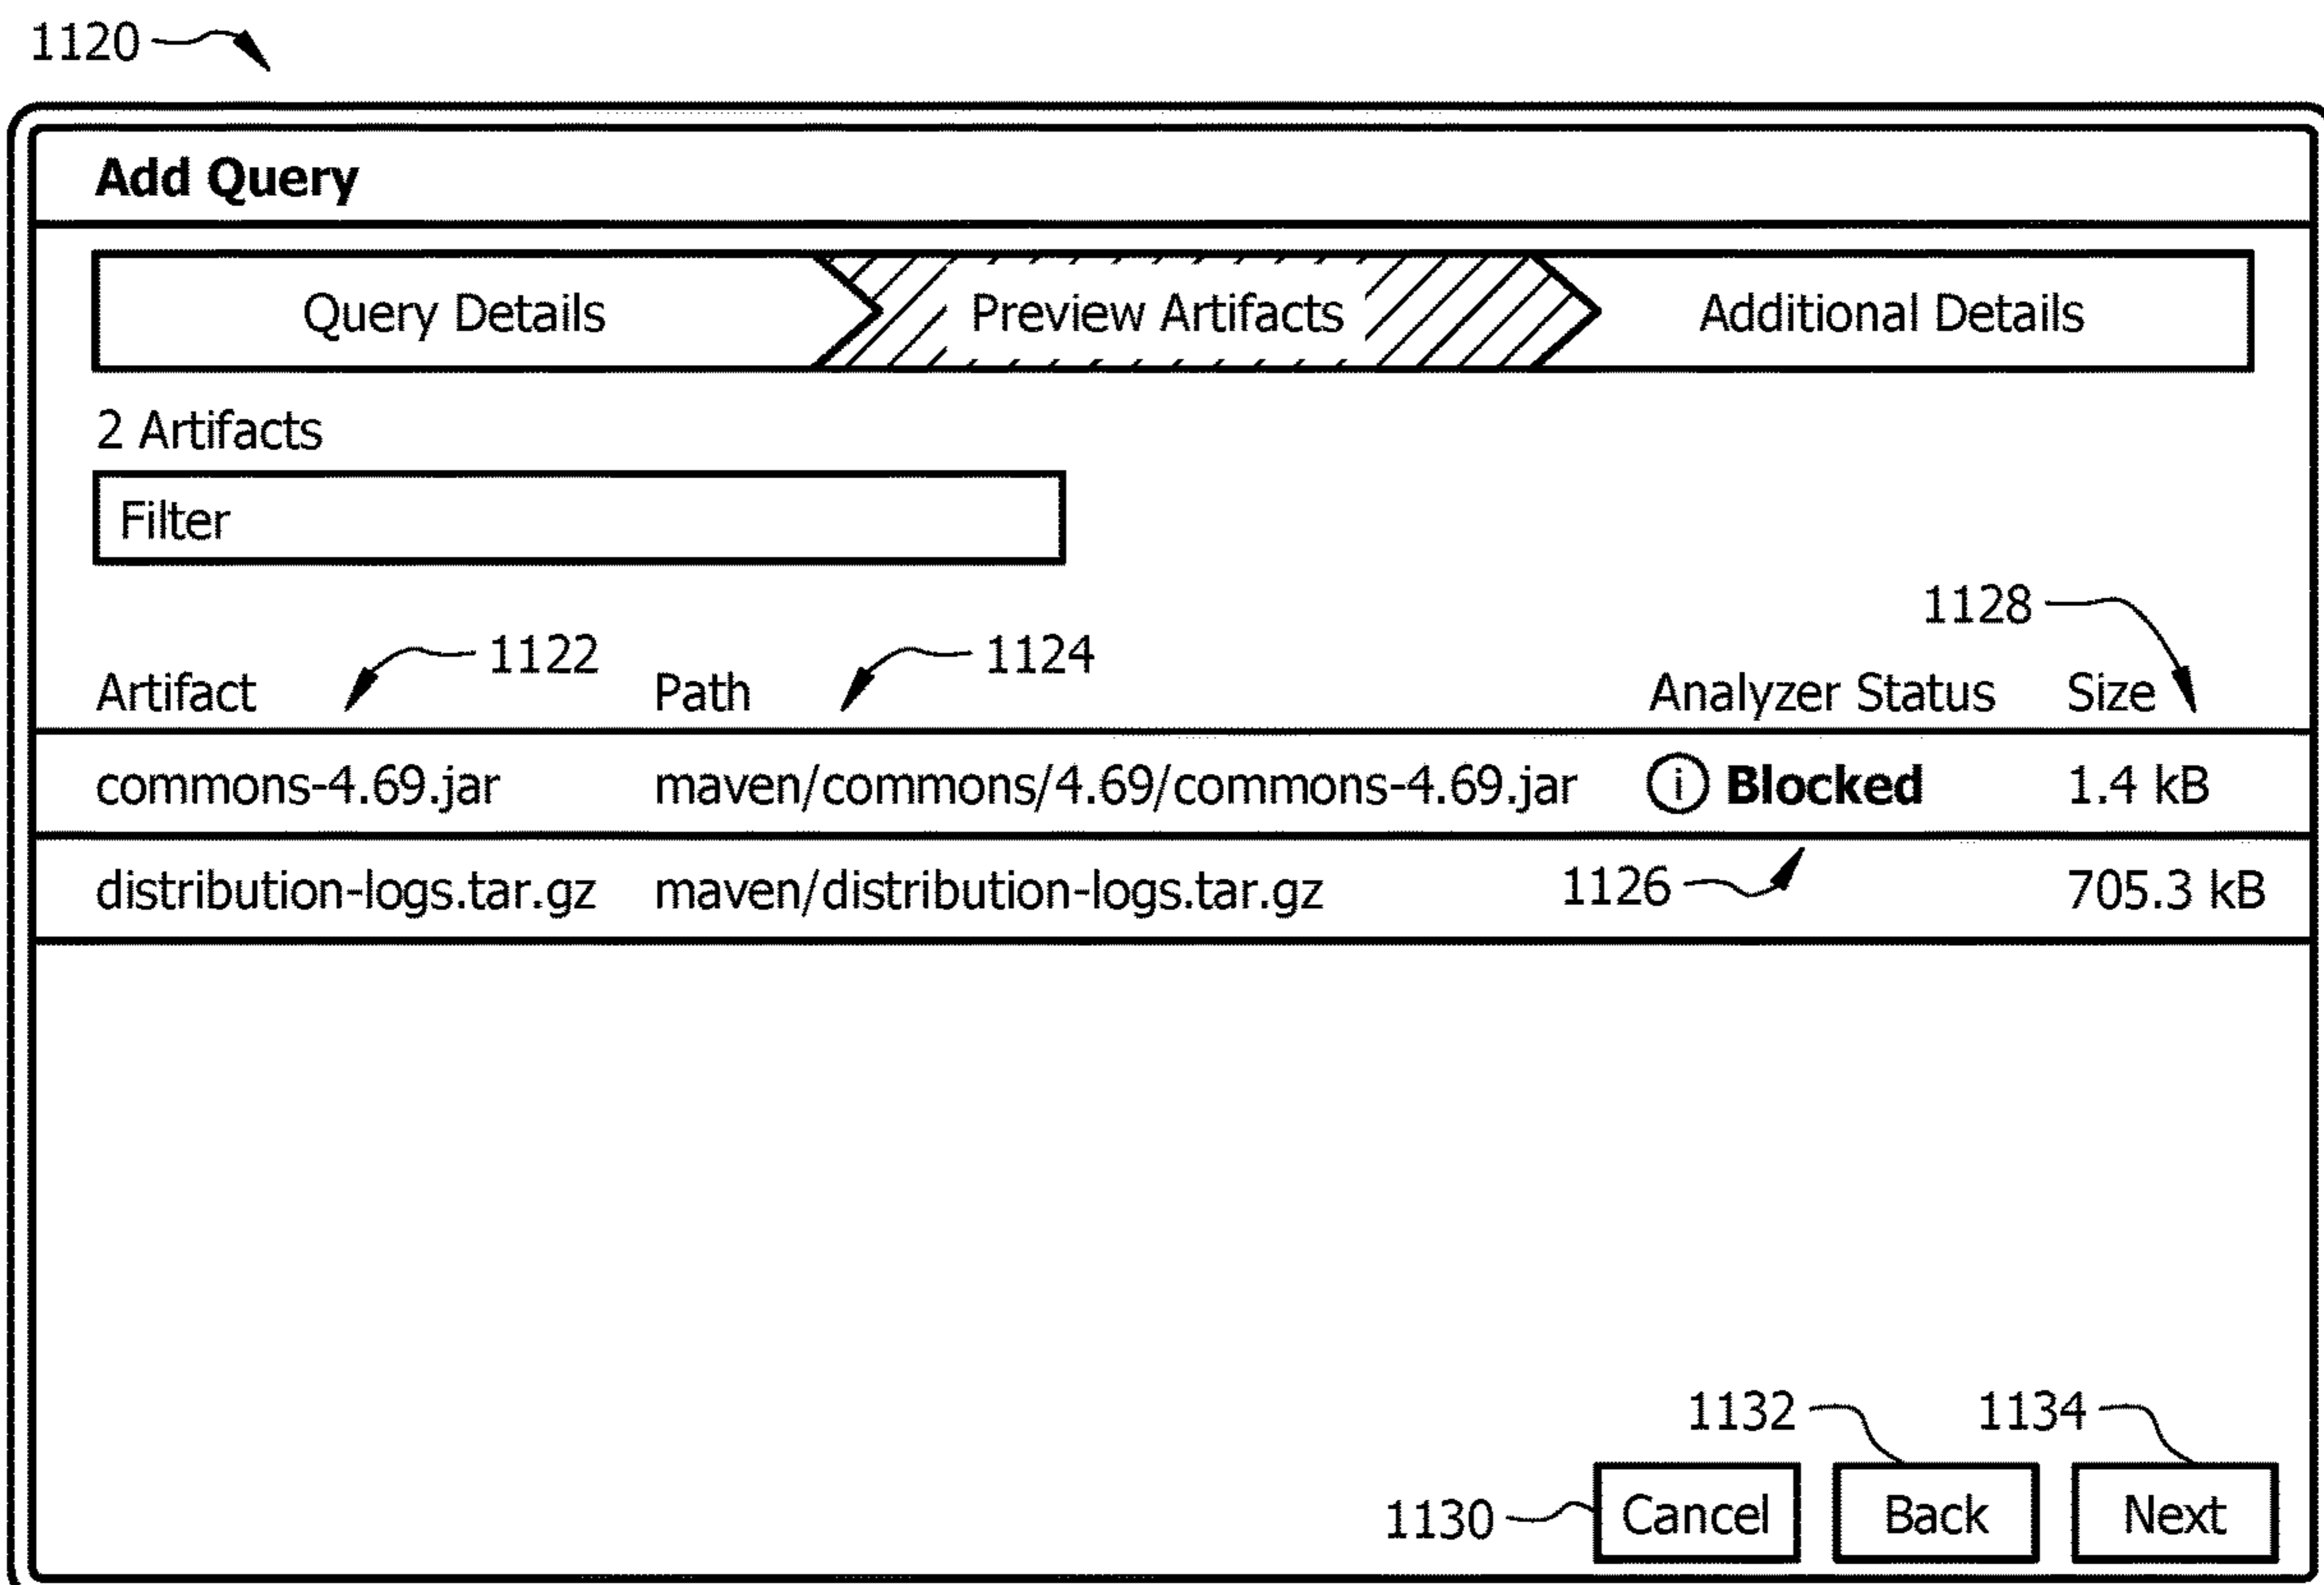 1120
Add Query
Query Details Preview Artifacts Additional Details
2 Artifacts
Filter
1128
1122 1124
Artifact Path Analyzer Status Size
commons-4.69.jar maven/commons/4.69/commons-4.69.jar i Blocked 1.4 kB
distribution-logs.tar.gz maven/distribution-logs.tar.gz 1126 705.3 kB
1132 1134
1130 Cancel Back Next